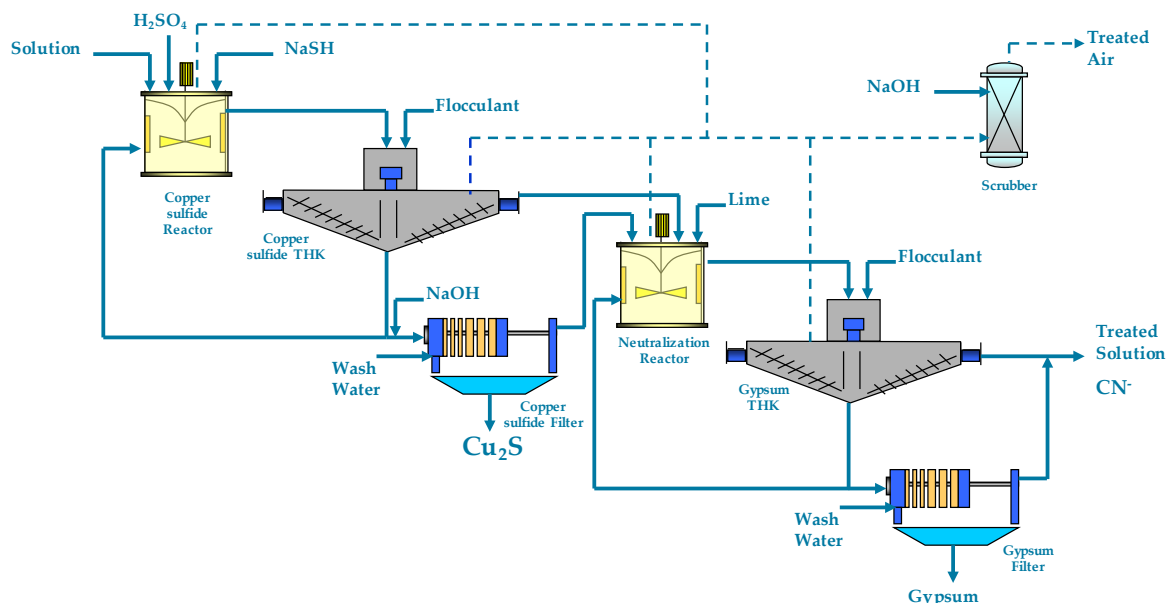 H₂SO₄
Solution
NaSH
Treated
Air
NaOH
Flocculant
Scrubber
Copper
sulfide
Reactor
Lime
Copper
sulfide THK
Flocculant
NaOH
Neutralization
Reactor
Treated
Solution
Wash
Water
Gypsum
THK
CN⁻
Copper
sulfide Filter
Cu₂S
Wash
Water
Gypsum
Filter
Gypsum